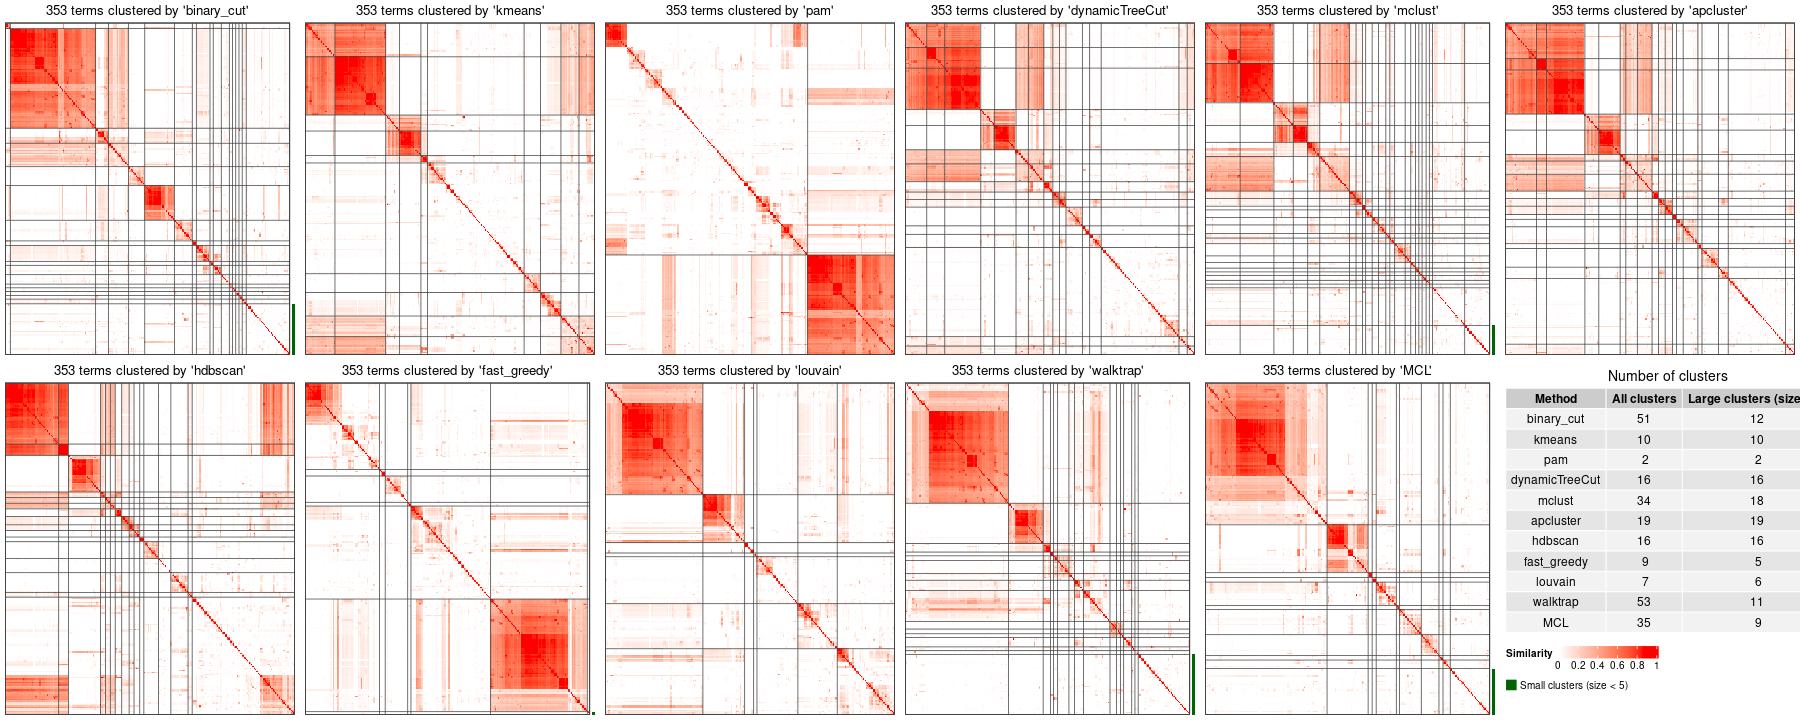 353 terms clustered by 'binary_cut'
353 terms clustered by 'kmeans'
353 terms clustered by 'pam'
353 terms clustered by 'dynamicTreeCut'
353 terms clustered by 'mclust'
353 terms clustered by 'apcluster'
353 terms clustered by 'hdbscan'
353 terms clustered by 'fast_greedy'
353 terms clustered by 'louvain'
353 terms clustered by 'walktrap'
353 terms clustered by 'MCL'
Number of clusters
Method All clusters Large clusters (size
binary_cut 51 12
kmeans 10 10
pam 2 2
dynamicTreeCut 16 16
mclust 34 18
apcluster 19 19
hdbscan 16 16
fast_greedy 9 5
louvain 7 6
walktrap 53 11
MCL 35 9
Similarity
0 0.2 0.4 0.6 0.8 1
Small clusters (size < 5)